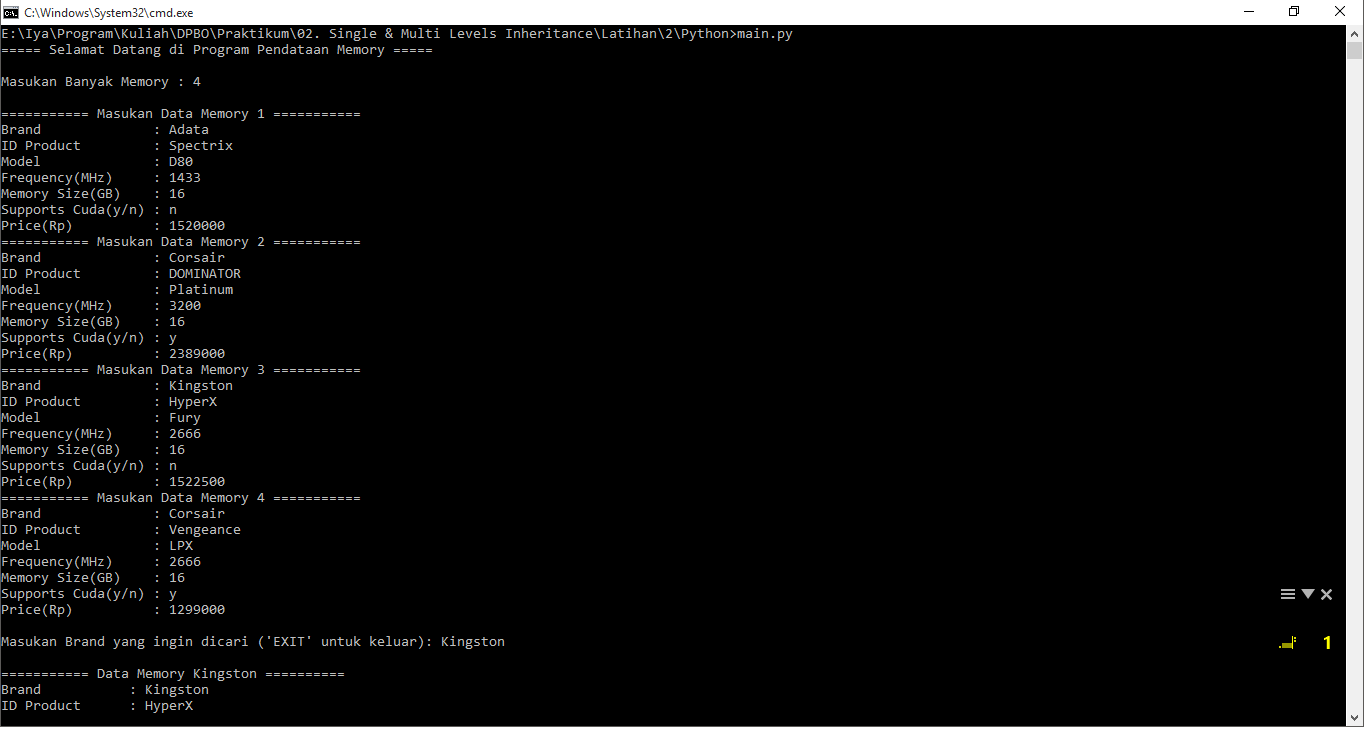 C:\Windows\System32\cmd.exe
E:\Iya\Program\Kuliah\DPBO\Praktikum\02. Single & Multi Levels Inheritance\Latihan\2\Python>main.py
===== Selamat Datang di Program Pendataan Memory =====
Masukan Banyak Memory : 4
=========== Masukan Data Memory 1 ===========
Brand              : Adata
ID Product         : Spectrix
Model              : D80
Frequency(MHz)     : 1433
Memory Size(GB)    : 16
Supports Cuda(y/n) : n
Price(Rp)          : 1520000
=========== Masukan Data Memory 2 ===========
Brand              : Corsair
ID Product         : DOMINATOR
Model              : Platinum
Frequency(MHz)     : 3200
Memory Size(GB)    : 16
Supports Cuda(y/n) : y
Price(Rp)          : 2389000
=========== Masukan Data Memory 3 ===========
Brand              : Kingston
ID Product         : HyperX
Model              : Fury
Frequency(MHz)     : 2666
Memory Size(GB)    : 16
Supports Cuda(y/n) : n
Price(Rp)          : 1522500
=========== Masukan Data Memory 4 ===========
Brand              : Corsair
ID Product         : Vengeance
Model              : LPX
Frequency(MHz)     : 2666
Memory Size(GB)    : 16
Supports Cuda(y/n) : y
Price(Rp)          : 1299000
Masukan Brand yang ingin dicari ('EXIT' untuk keluar): Kingston
1
=========== Data Memory Kingston ==========
Brand           : Kingston
ID Product      : HyperX